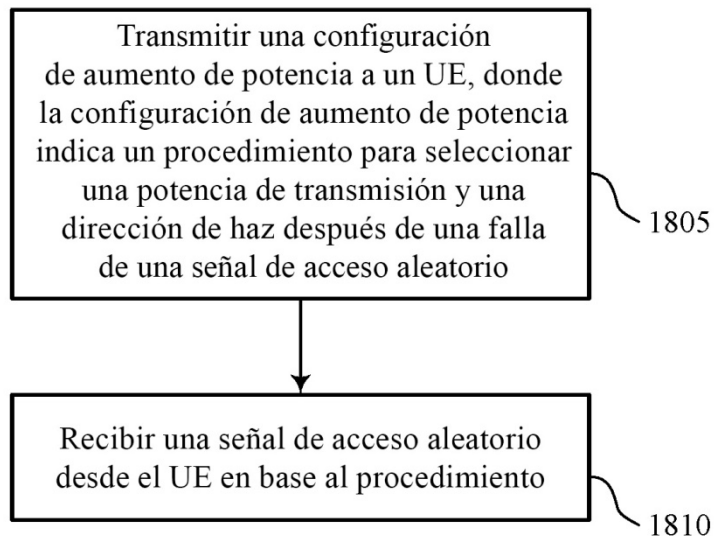 Transmitir una configuración
de aumento de potencia a un UE, donde
la configuración de aumento de potencia
indica un procedimiento para seleccionar
una potencia de transmisión y una
dirección de haz después de una falla
de una señal de acceso aleatorio
1805
Recibir una señal de acceso aleatorio
desde el UE en base al procedimiento
1810